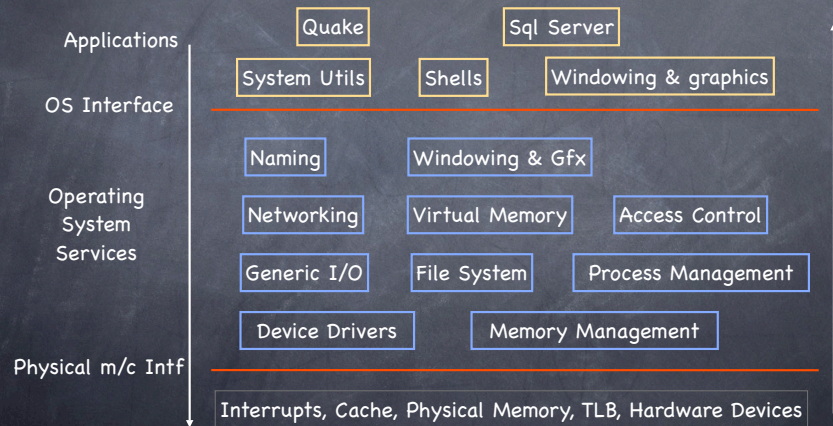 Quake Sql Server
Applications
System Utils Shells Windowing & graphics
OS Interface
Naming Windowing & Gfx
Operating
System
Services
Networking Virtual Memory Access Control
Generic I/O File System Process Management
Device Drivers Memory Management
Physical m/c Intf
Interrupts, Cache, Physical Memory, TLB, Hardware Devices